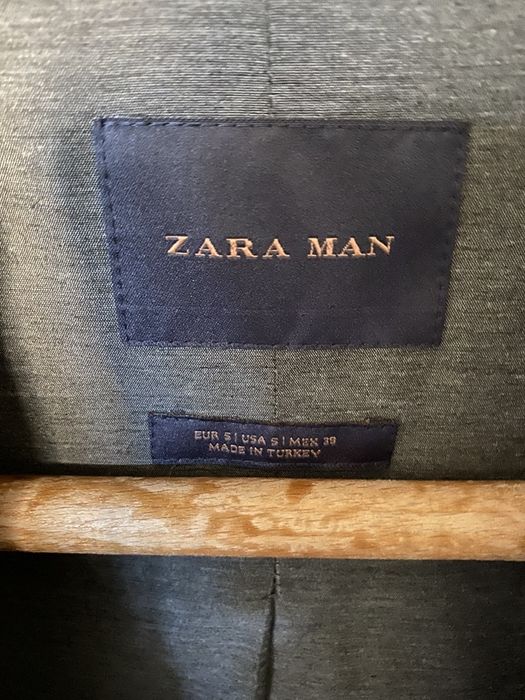 ZARA MAN
EUR S | USA S | MEX 39
MADE IN TURKEY